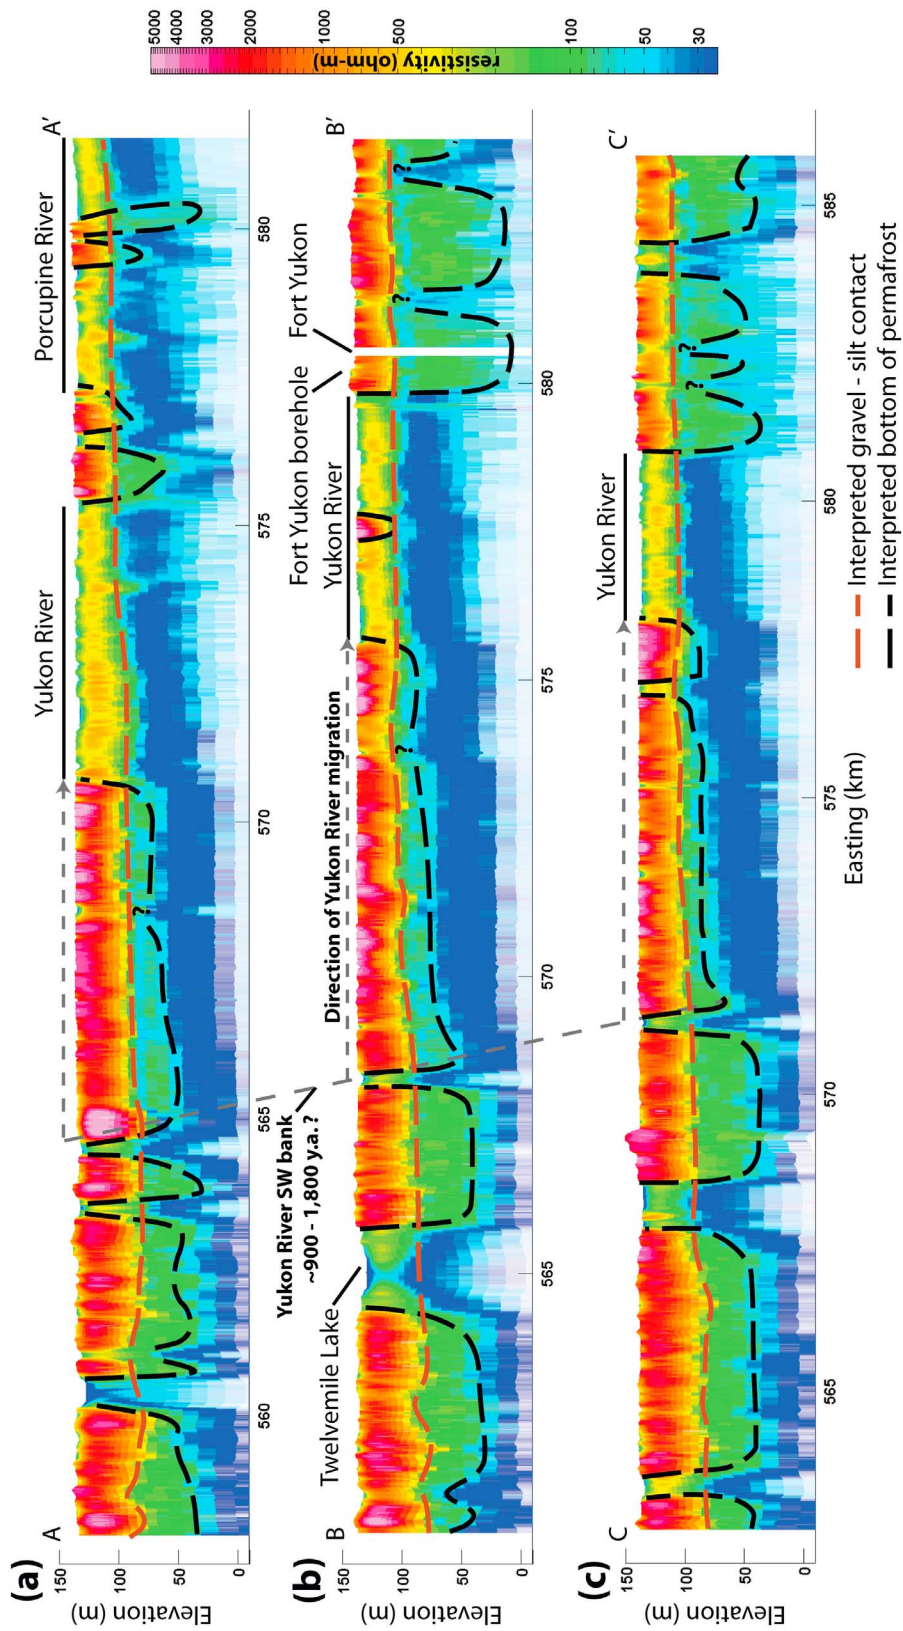 (a)
A
Yukon River
Porcupine River
A'
Elevation (m)
150
100
50
0
?
560
565
570
575
580
Yukon River SW bank
~900 - 1,800 y.a. ?
Direction of Yukon River migration
(b)
B
Twelvemile Lake
Yukon River
Fort Yukon borehole
Fort Yukon
B'
Elevation (m)
150
100
50
0
?
?
?
565
570
575
580
(c)
C
Yukon River
C'
Elevation (m)
150
100
50
0
?
?
565
570
575
580
585
Easting (km)
Interpreted gravel - silt contact
Interpreted bottom of permafrost
5000
4000
3000
2000
1000
500
100
50
30
resistivity (ohm-m)